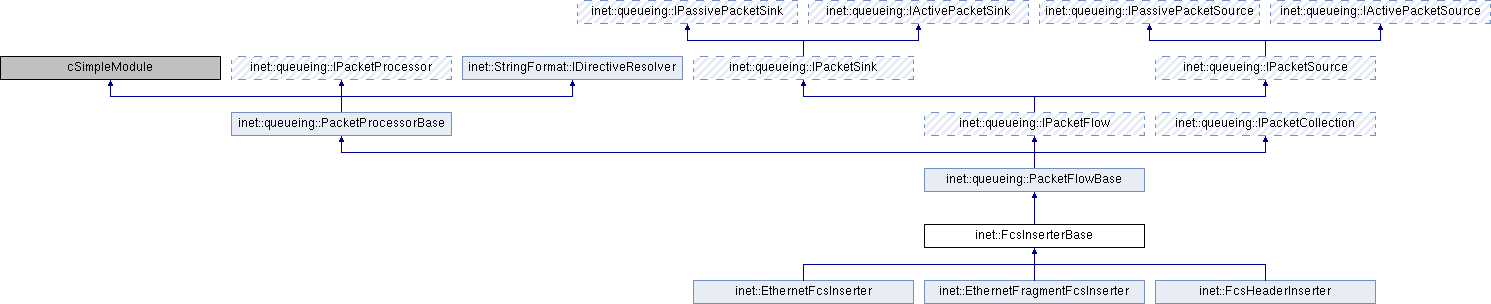 inet::queueing::IPassivePacketSink
inet::queueing::IActivePacketSink
inet::queueing::IPassivePacketSource
inet::queueing::IActivePacketSource
cSimpleModule
inet::queueing::IPacketProcessor
inet::StringFormat::IDirectiveResolver
inet::queueing::IPacketSink
inet::queueing::IPacketSource
inet::queueing::PacketProcessorBase
inet::queueing::IPacketFlow
inet::queueing::IPacketCollection
inet::queueing::PacketFlowBase
inet::FcsInserterBase
inet::EthernetFcsInserter
inet::EthernetFragmentFcsInserter
inet::FcsHeaderInserter